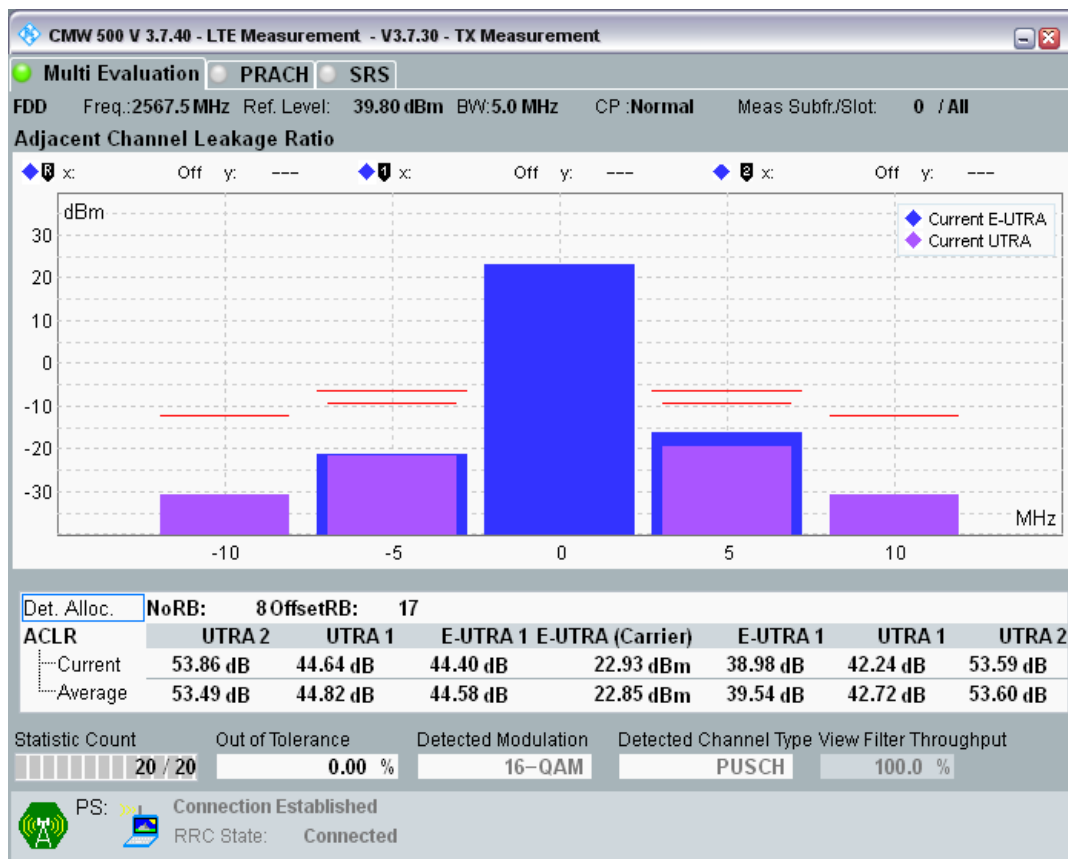 CMW 500 V 3.7.40 - LTE Measurement - V3.7.30 - TX Measurement
Multi Evaluation PRACH SRS
FDD Freq.:2567.5 MHz Ref. Level: 39.80 dBm BW:5.0 MHz CP :Normal Meas Subfr./Slot: 0 / All
Adjacent Channel Leakage Ratio
R x: Off y: --- 1 x: Off y: --- 2 x: Off y: ---
dBm
Current E-UTRA
Current UTRA
30
20
10
0
-10
-20
-30
MHz
-10 -5 0 5 10
Det. Alloc. NoRB: 8 OffsetRB: 17
ACLR UTRA 2 UTRA 1 E-UTRA 1 E-UTRA (Carrier) E-UTRA 1 UTRA 1 UTRA 2
Current 53.86 dB 44.64 dB 44.40 dB 22.93 dBm 38.98 dB 42.24 dB 53.59 dB
Average 53.49 dB 44.82 dB 44.58 dB 22.85 dBm 39.54 dB 42.72 dB 53.60 dB
Statistic Count Out of Tolerance Detected Modulation Detected Channel Type View Filter Throughput
20 / 20 0.00 % 16-QAM PUSCH 100.0 %
PS: Connection Established
RRC State: Connected